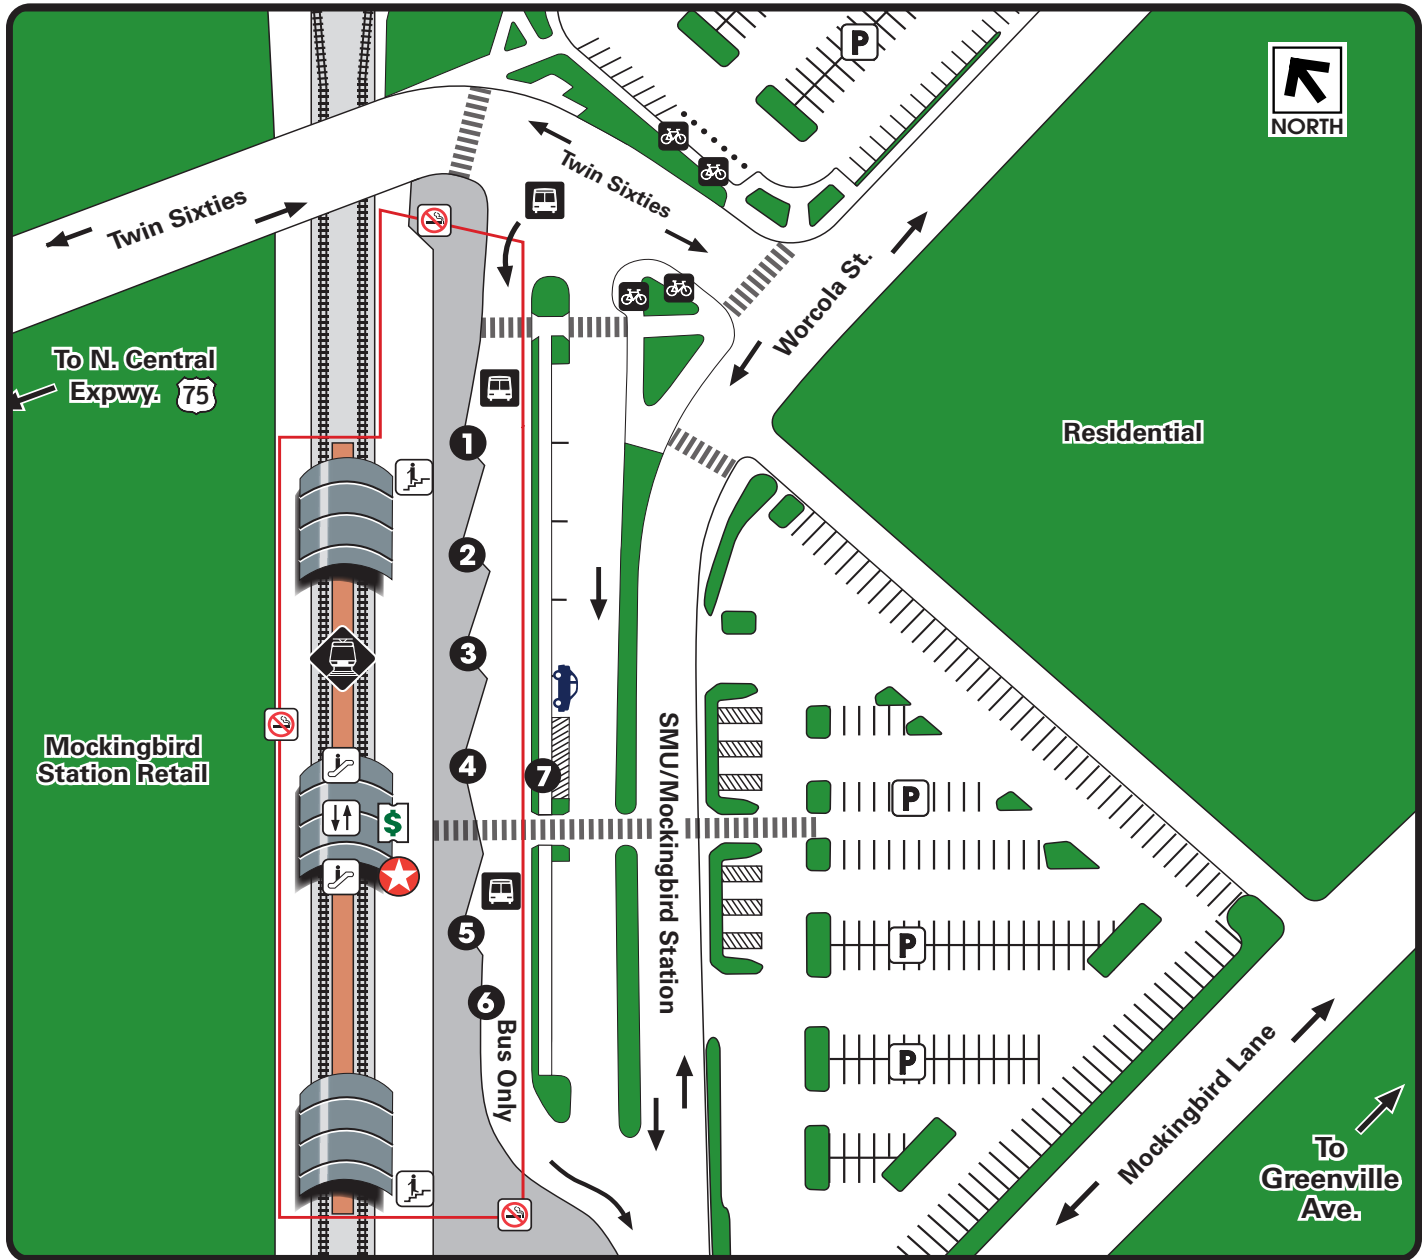 P
NORTH
Twin Sixties
Twin Sixties
Worcola St.
To N. Central
Expwy. 75
Residential
1
2
3
Mockingbird
Station Retail
4
7
$
P
SMU/Mockingbird Station
5
P
6
Bus Only
P
Mockingbird Lane
To
Greenville
Ave.